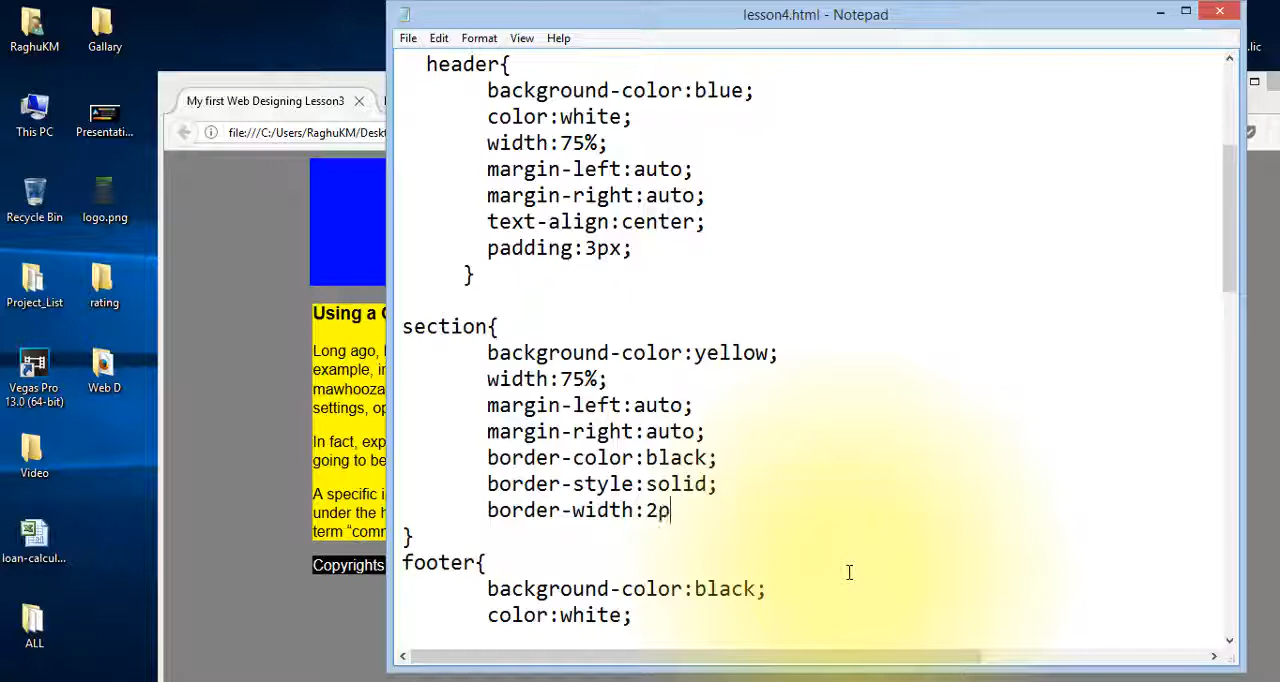 lesson4.html - Notepad
File Edit Format View Help
header{
background-color:blue;
color:white;
width:75%;
margin-left:auto;
margin-right:auto;
text-align:center;
padding:3px;
}
section{
background-color:yellow;
width:75%;
margin-left:auto;
margin-right:auto;
border-color:black;
border-style:solid;
border-width:2p
}
footer{
background-color:black;
color:white;
RaghuKM
Gallary
This PC
Presentati...
Recycle Bin
logo.png
Project_List
rating
Vegas Pro
13.0 (64-bit)
Web D
Video
loan-calcul...
ALL
.lic
My first Web Designing Lesson3
file:///C:/Users/RaghuKM/Deskt
Using a
Long ago,
example, in
mawhooza
settings, op
In fact, exp
going to be
A specific i
under the h
term “comm
Copyrights